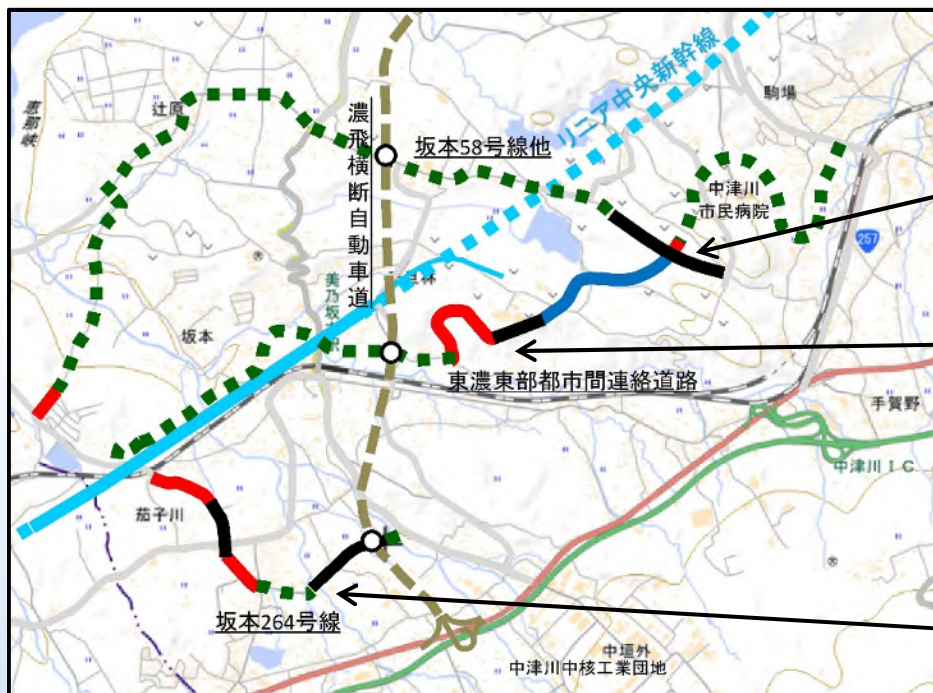 恵那峡
辻原
濃飛横断自動車道
坂本58号線他
リニア中央新幹線
駒場
中津川
市民病院
257
坂本
東濃東部都市間連絡道路
手賀野
中津川IC
茄子川
坂本264号線
中垣外
中津川中核工業団地